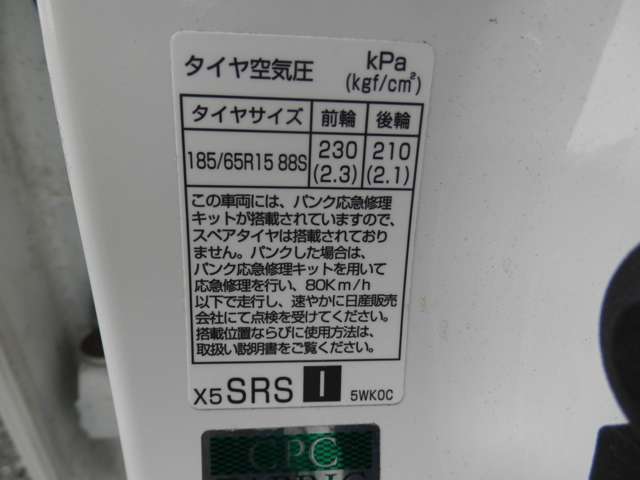 タイヤ空気圧 kPa
(kgf/cm²)
タイヤサイズ 前輪 後輪
185/65R15 88S 230 210
(2.3) (2.1)
この車両には、パンク応急修理
キットが搭載されていますので、
スペアタイヤは搭載されており
ません。パンクした場合は、
パンク応急修理キットを用いて
応急修理を行い、80Km/h
以下で走行し、速やかに日産販売
会社にて点検を受けてください。
搭載位置ならびに使用方法は、
取扱い説明書をご覧ください。
X5 SRS I 5WK0C
CPC